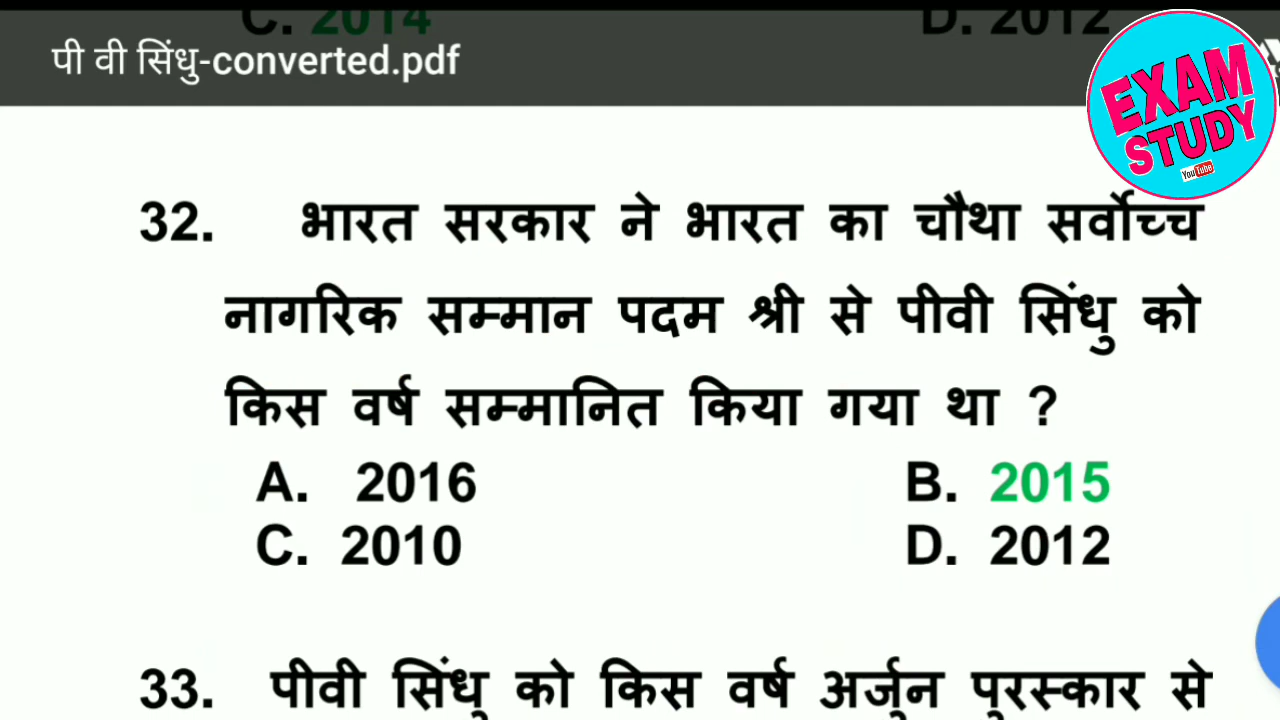 C. 2014 D. 2012
पी वी सिंधु-converted.pdf
EXAM
STUDY
YouTube
32. भारत सरकार ने भारत का चौथा सर्वोच्च
नागरिक सम्मान पदम श्री से पीवी सिंधु को
किस वर्ष सम्मानित किया गया था ?
A. 2016 B. 2015
C. 2010 D. 2012
33. पीवी सिंधु को किस वर्ष अर्जुन पुरस्कार से